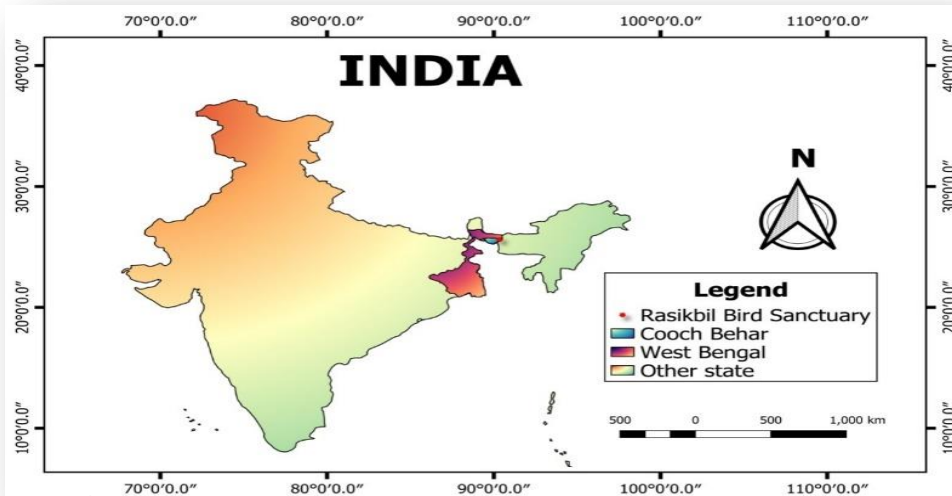 70°0'0.0" 80°0'0.0" 90°0'0.0" 100°0'0.0" 110°0'0.0"
INDIA
40°0'0.0" 40°0'0.0"
N
30°0'0.0" 30°0'0.0"
Legend
Rasikbil Bird Sanctuary
Cooch Behar
West Bengal
Other state
20°0'0.0" 20°0'0.0"
500 0 500 1,000 km
10°0'0.0" 10°0'0.0"
70°0'0.0" 80°0'0.0" 90°0'0.0" 100°0'0.0" 110°0'0.0"